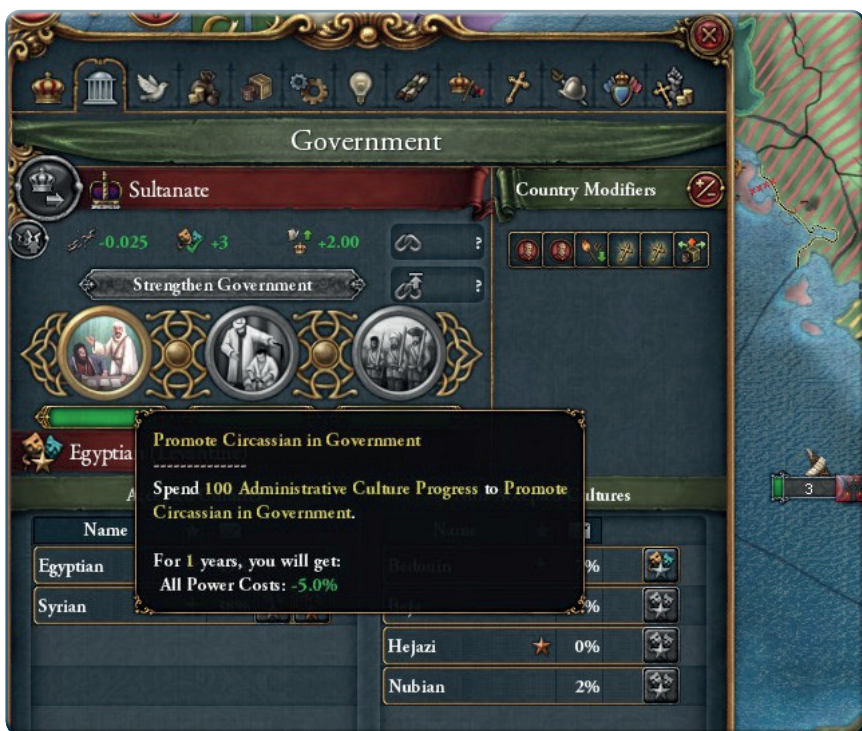 Government
Sultanate
Country Modifiers
-0.025 +3 +2.00 ?
Strengthen Government ?
Promote Circassian in Government
--------------
Spend 100 Administrative Culture Progress to Promote
Circassian in Government.
For 1 years, you will get:
All Power Costs: -5.0%
Egyptia
A ltures
Name Name
Egyptian Bedouin %
Syrian %
Hejazi 0%
Nubian 2%
3